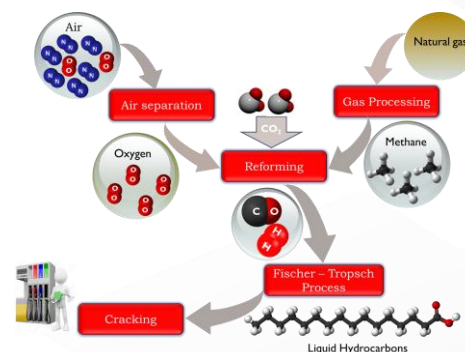 Air
N N
N N
N N
N N
O O
O O
N N
N N
N N
Natural gas
Air separation
Gas Processing
CO₂
Oxygen
O O
O O
O O
O O
Reforming
Methane
C O
H
H
Fischer – Tropsch
Process
Cracking
Liquid Hydrocarbons